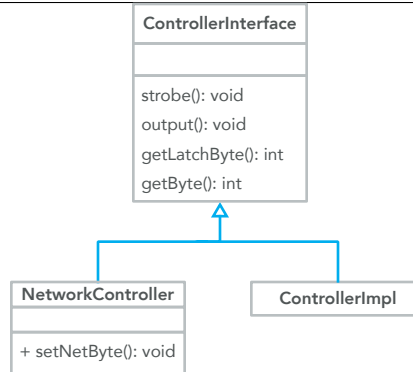 ControllerInterface
strobe(): void
output(): void
getLatchByte(): int
getByte(): int
NetworkController
+ setNetByte(): void
ControllerImpl